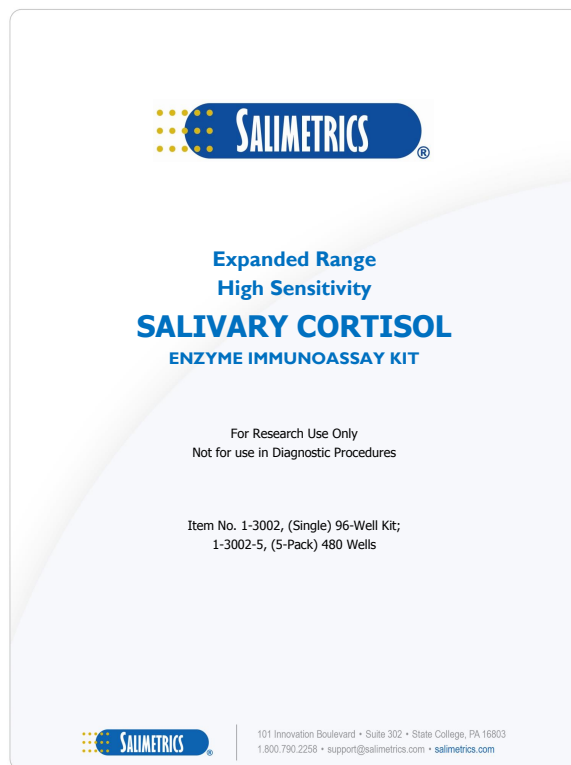 SALIMETRICS ®
Expanded Range
High Sensitivity
SALIVARY CORTISOL
ENZYME IMMUNOASSAY KIT
For Research Use Only
Not for use in Diagnostic Procedures
Item No. 1-3002, (Single) 96-Well Kit;
1-3002-5, (5-Pack) 480 Wells
SALIMETRICS ®
101 Innovation Boulevard • Suite 302 • State College, PA 16803
1.800.790.2258 • support@salimetrics.com • salimetrics.com